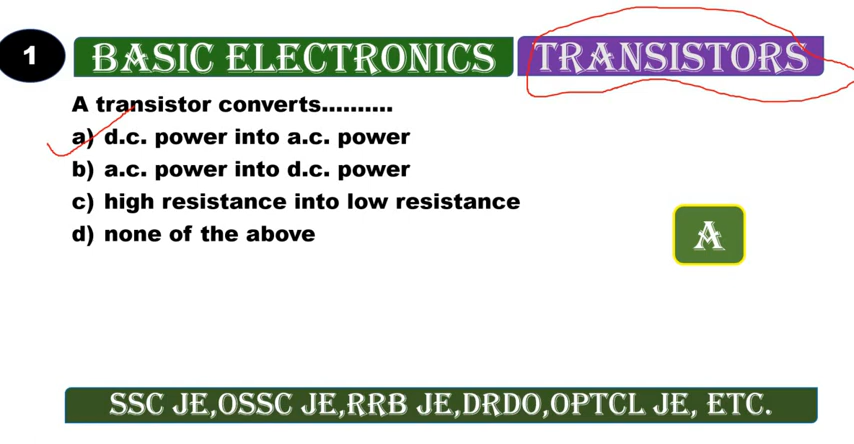 1
BASIC ELECTRONICS TRANSISTORS
A transistor converts..........
a) d.c. power into a.c. power
b) a.c. power into d.c. power
c) high resistance into low resistance
d) none of the above
A
SSC JE,OSSC JE,RRB JE,DRDO,OPTCL JE, ETC.